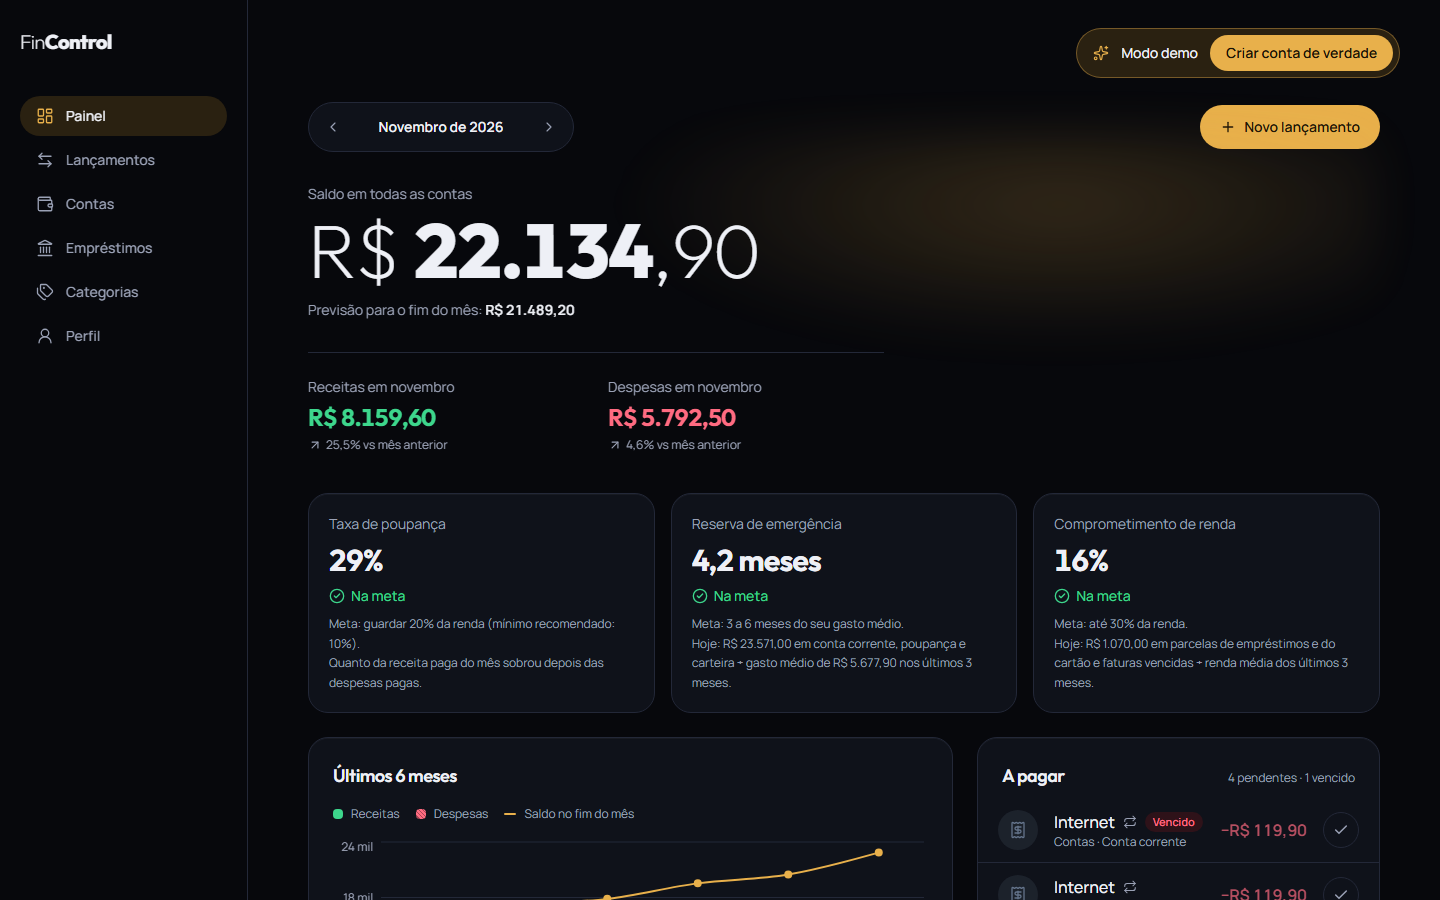 FinControl
Modo demo
Criar conta de verdade
Painel
Lançamentos
Contas
Empréstimos
Categorias
Perfil
Novembro de 2026
Novo lançamento
Saldo em todas as contas
R$ 22.134,90
Previsão para o fim do mês: R$ 21.489,20
Receitas em novembro
R$ 8.159,60
25,5% vs mês anterior
Despesas em novembro
R$ 5.792,50
4,6% vs mês anterior
Taxa de poupança
29%
Na meta
Meta: guardar 20% da renda (mínimo recomendado:
10%).
Quanto da receita paga do mês sobrou depois das
despesas pagas.
Reserva de emergência
4,2 meses
Na meta
Meta: 3 a 6 meses do seu gasto médio.
Hoje: R$ 23.571,00 em conta corrente, poupança e
carteira ÷ gasto médio de R$ 5.677,90 nos últimos 3
meses.
Comprometimento de renda
16%
Na meta
Meta: até 30% da renda.
Hoje: R$ 1.070,00 em parcelas de empréstimos e do
cartão e faturas vencidas ÷ renda média dos últimos 3
meses.
Últimos 6 meses
Receitas
Despesas
Saldo no fim do mês
24 mil
18 mil
A pagar
4 pendentes · 1 vencido
Internet
Vencido
Contas · Conta corrente
−R$ 119,90
Internet
−R$ 119,90